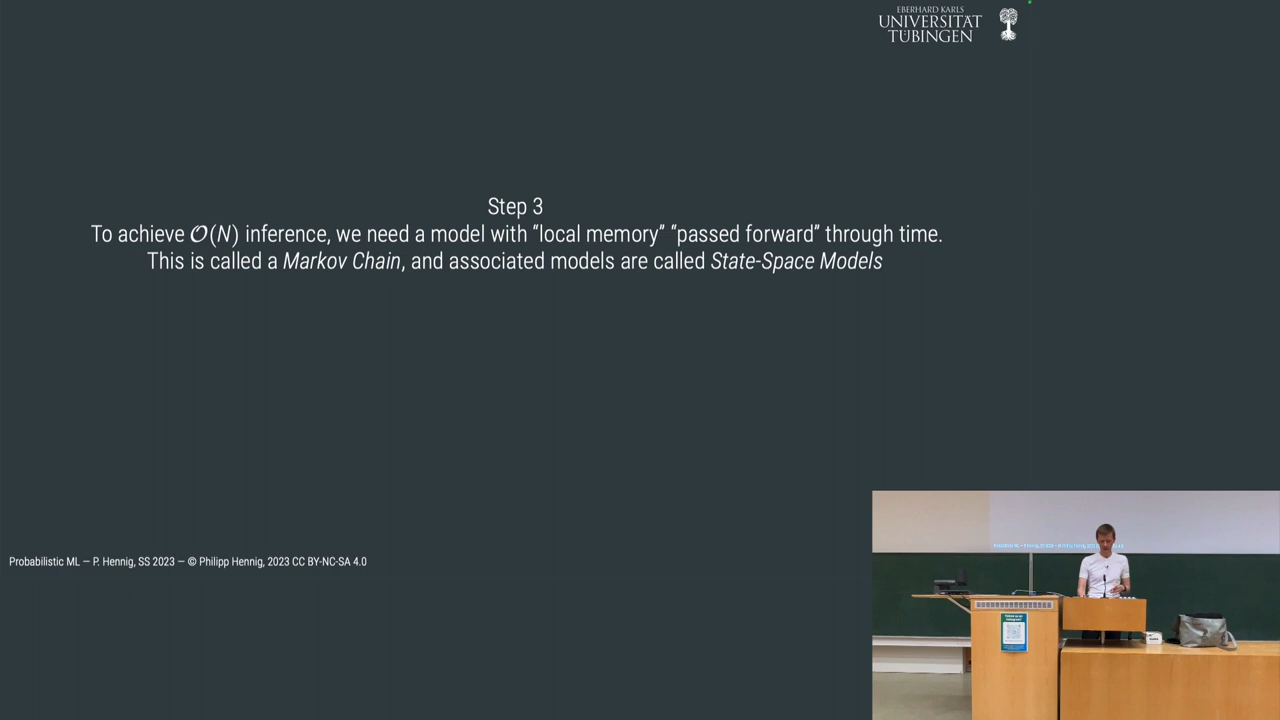 EBERHARD KARLS
UNIVERSITÄT
TÜBINGEN
Step 3
To achieve 𝒪(N) inference, we need a model with “local memory” “passed forward” through time.
This is called a Markov Chain, and associated models are called State-Space Models
Probabilistic ML — P. Hennig, SS 2023 — © Philipp Hennig, 2023 CC BY-NC-SA 4.0